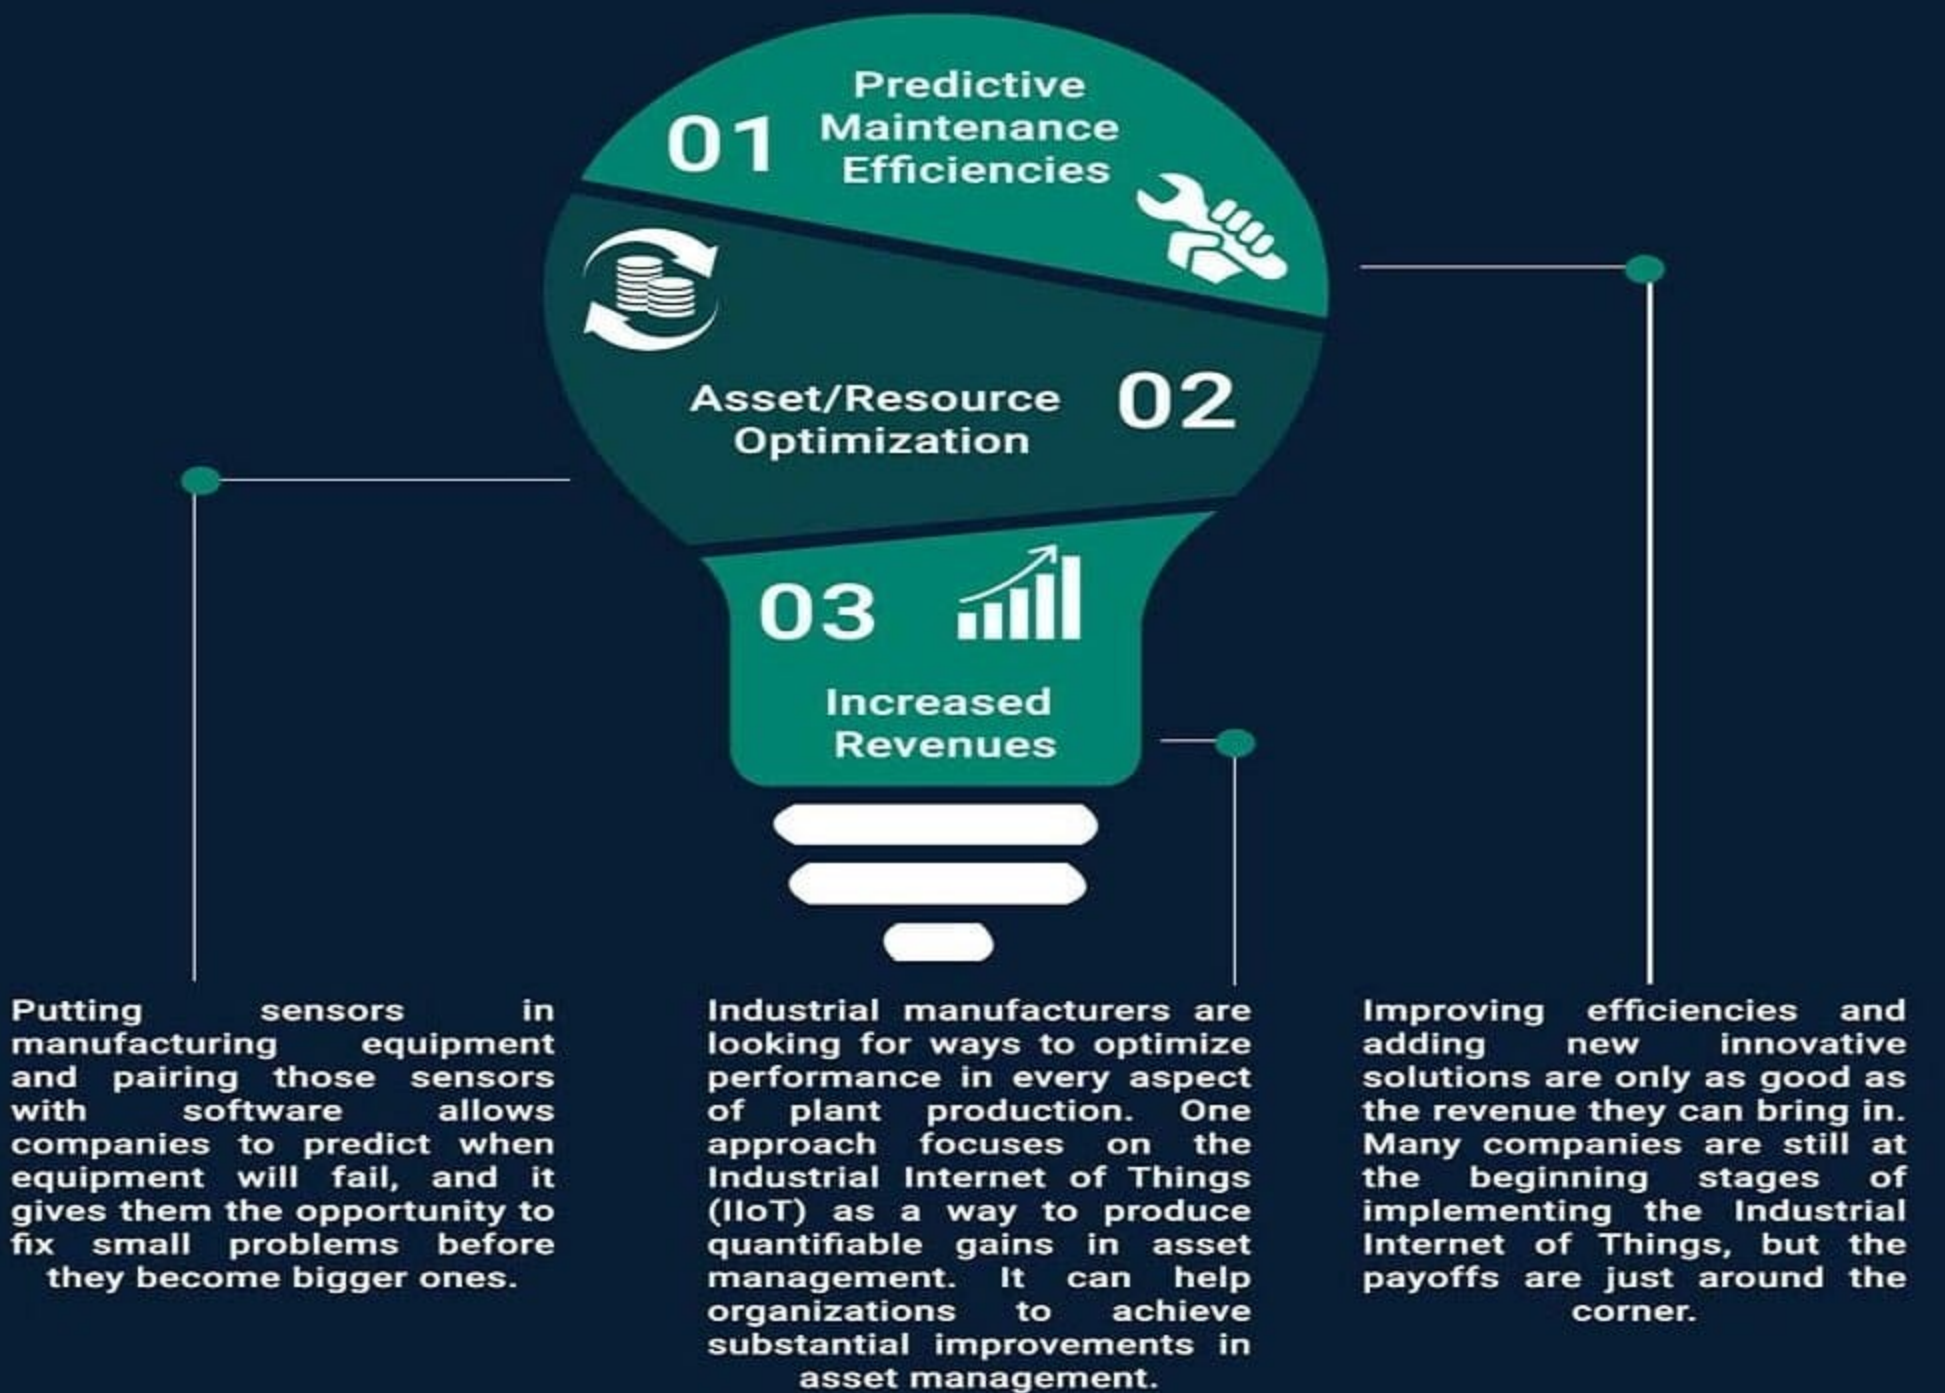 01
Predictive
Maintenance
Efficiencies
Asset/Resource
Optimization
02
03
Increased
Revenues
Putting sensors in
manufacturing equipment
and pairing those sensors
with software allows
companies to predict when
equipment will fail, and it
gives them the opportunity to
fix small problems before
they become bigger ones.
Industrial manufacturers are
looking for ways to optimize
performance in every aspect
of plant production. One
approach focuses on the
Industrial Internet of Things
(IIoT) as a way to produce
quantifiable gains in asset
management. It can help
organizations to achieve
substantial improvements in
asset management.
Improving efficiencies and
adding new innovative
solutions are only as good as
the revenue they can bring in.
Many companies are still at
the beginning stages of
implementing the Industrial
Internet of Things, but the
payoffs are just around the
corner.